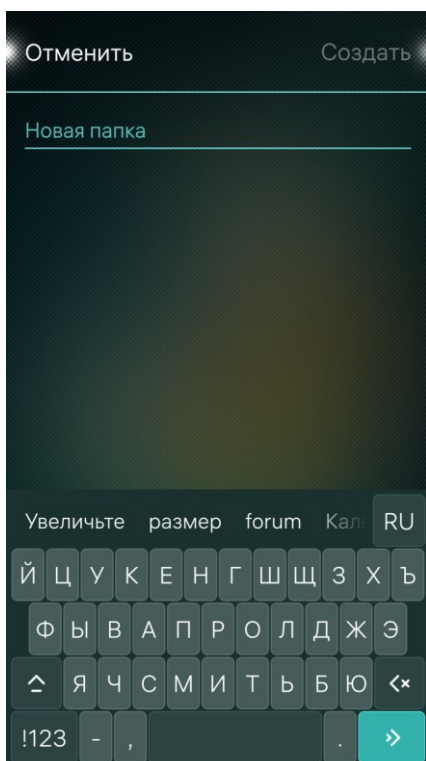 Отменить Создать
Новая папка
Увеличьте размер forum RU
Й Ц У К Е Н Г Ш Щ З Х Ъ
Ф Ы В А П Р О Л Д Ж Э
Я Ч С М И Т Ь Б Ю
!123 - , .